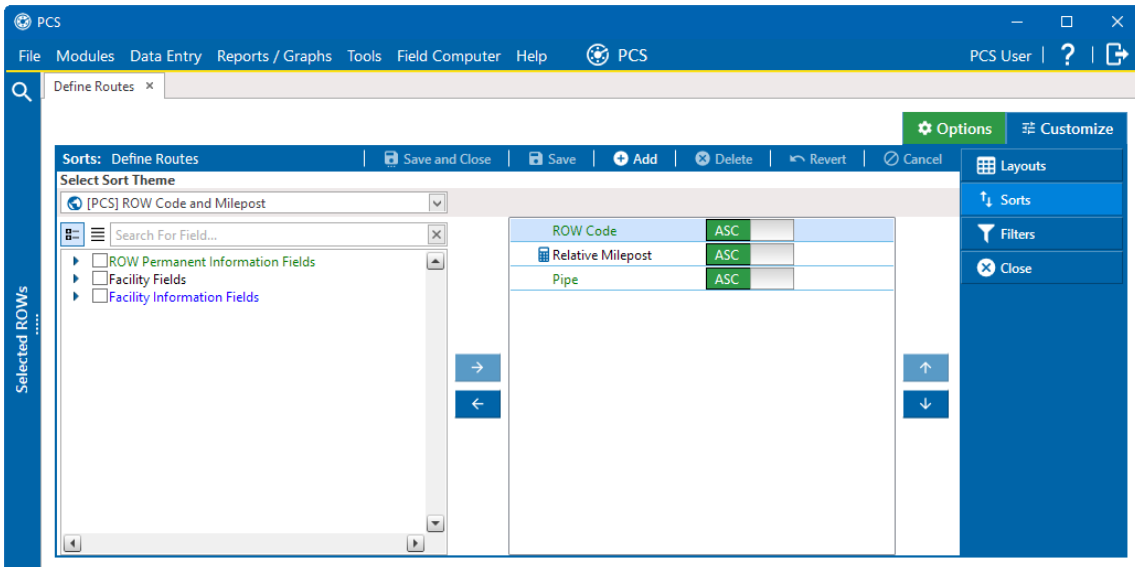 PCS
File Modules Data Entry Reports / Graphs Tools Field Computer Help PCS PCS User | ? |
Define Routes ×
Options Customize
Sorts: Define Routes | Save and Close | Save | Add | Delete | Revert | Cancel
Layouts
Select Sort Theme
[PCS] ROW Code and Milepost
Sorts
Search For Field...
ROW Code ASC
Filters
ROW Permanent Information Fields
Relative Milepost ASC
Facility Fields
Pipe ASC
Close
Facility Information Fields
Selected ROWs